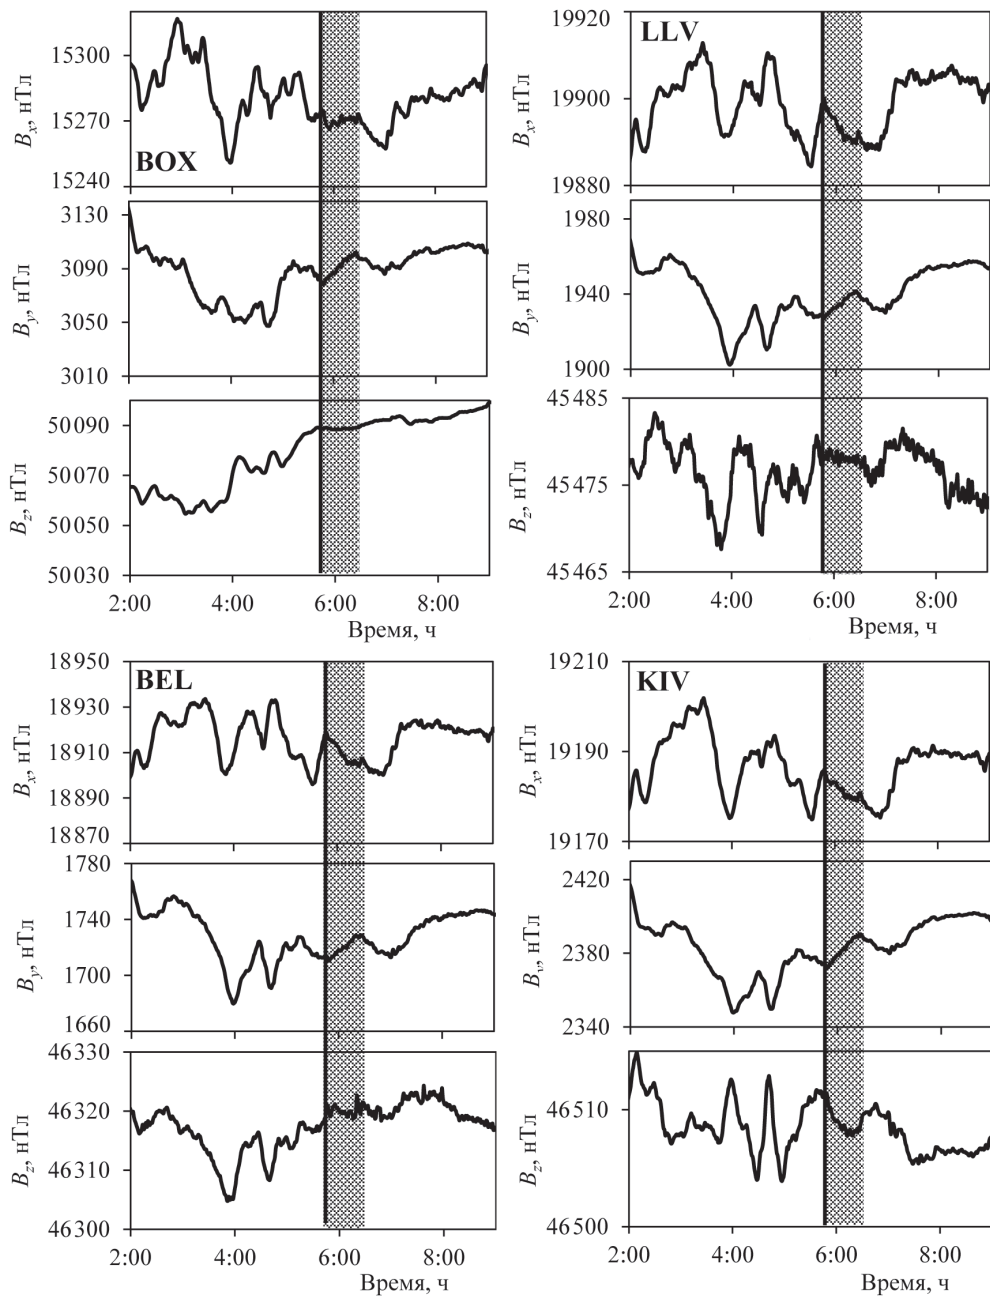 15300
15270
15240
Bx, нТл
BOX
3130
3090
3050
3010
By, нТл
50090
50070
50050
50030
Bz, нТл
2:00 4:00 6:00 8:00
Время, ч
19920
19900
19880
Bx, нТл
LLV
1980
1940
1900
By, нТл
45485
45475
45465
Bz, нТл
2:00 4:00 6:00 8:00
Время, ч
18950
18930
18910
18890
18870
Bx, нТл
BEL
1780
1740
1700
1660
By, нТл
46330
46320
46310
46300
Bz, нТл
2:00 4:00 6:00 8:00
Время, ч
19210
19190
19170
Bx, нТл
KIV
2420
2380
2340
Bν, нТл
46510
46500
Bz, нТл
2:00 4:00 6:00 8:00
Время, ч